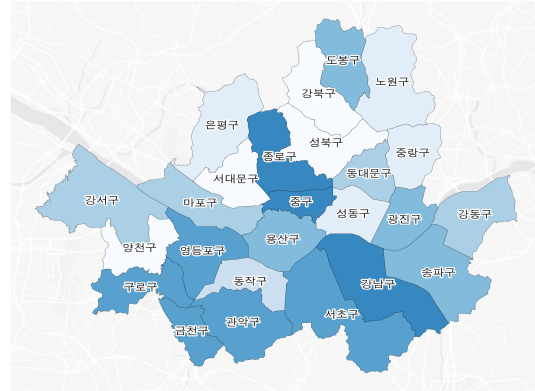 도봉구
노원구
강북구
은평구
성북구
중랑구
종로구
서대문구
동대문구
강서구
마포구
중구
성동구
광진구
강동구
양천구
영등포구
용산구
송파구
구로구
동작구
강남구
금천구
관악구
서초구